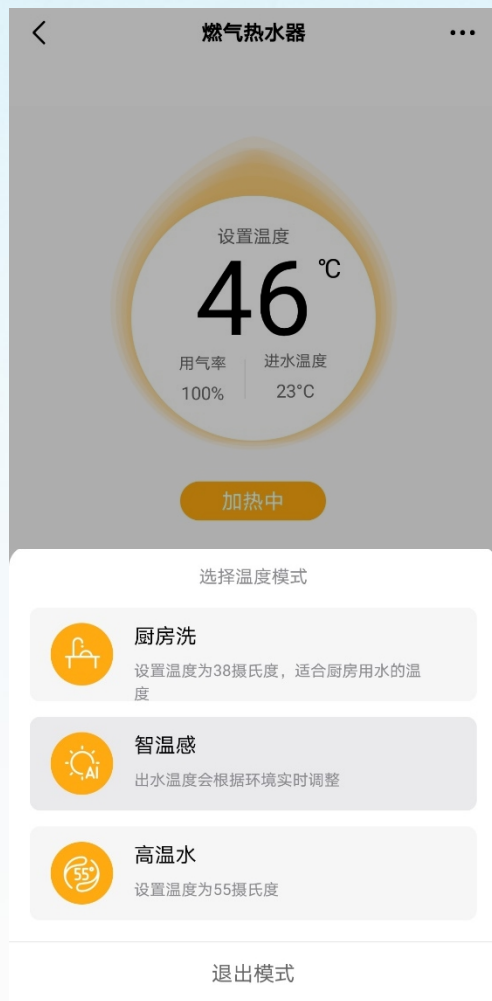 燃气热水器
设置温度
46 ℃
用气率 进水温度
100% 23°C
加热中
选择温度模式
厨房洗
设置温度为38摄氏度，适合厨房用水的温
度
智温感
AI
出水温度会根据环境实时调整
高温水
55°
设置温度为55摄氏度
退出模式